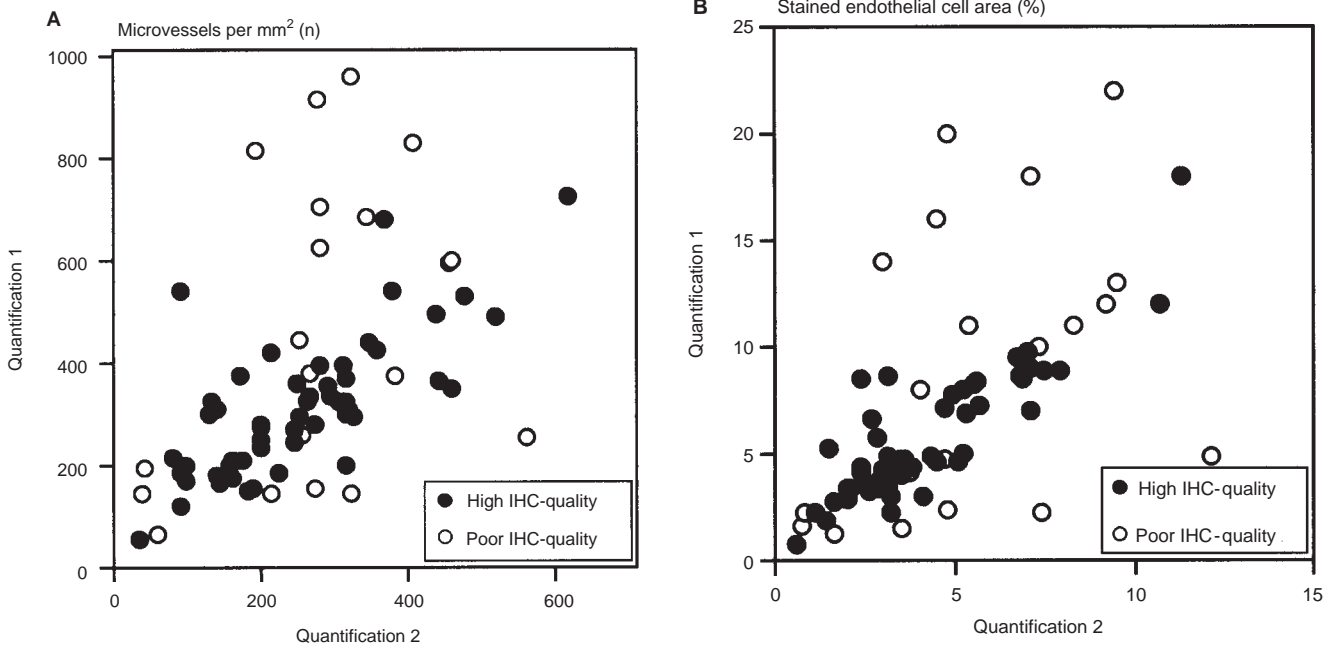 A
Microvessels per mm² (n)
1000
800
600
400
200
0
Quantification 1
0 200 400 600
Quantification 2
High IHC-quality
Poor IHC-quality
B
Stained endothelial cell area (%)
25
20
15
10
5
0
Quantification 1
0 5 10 15
Quantification 2
High IHC-quality
Poor IHC-quality